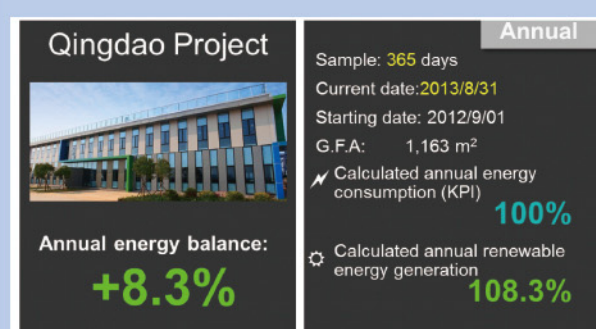 Qingdao Project
Annual energy balance:
+8.3%
Annual
Sample: 365 days
Current date:2013/8/31
Starting date: 2012/9/01
G.F.A: 1,163 m²
Calculated annual energy
consumption (KPI)
100%
Calculated annual renewable
energy generation
108.3%